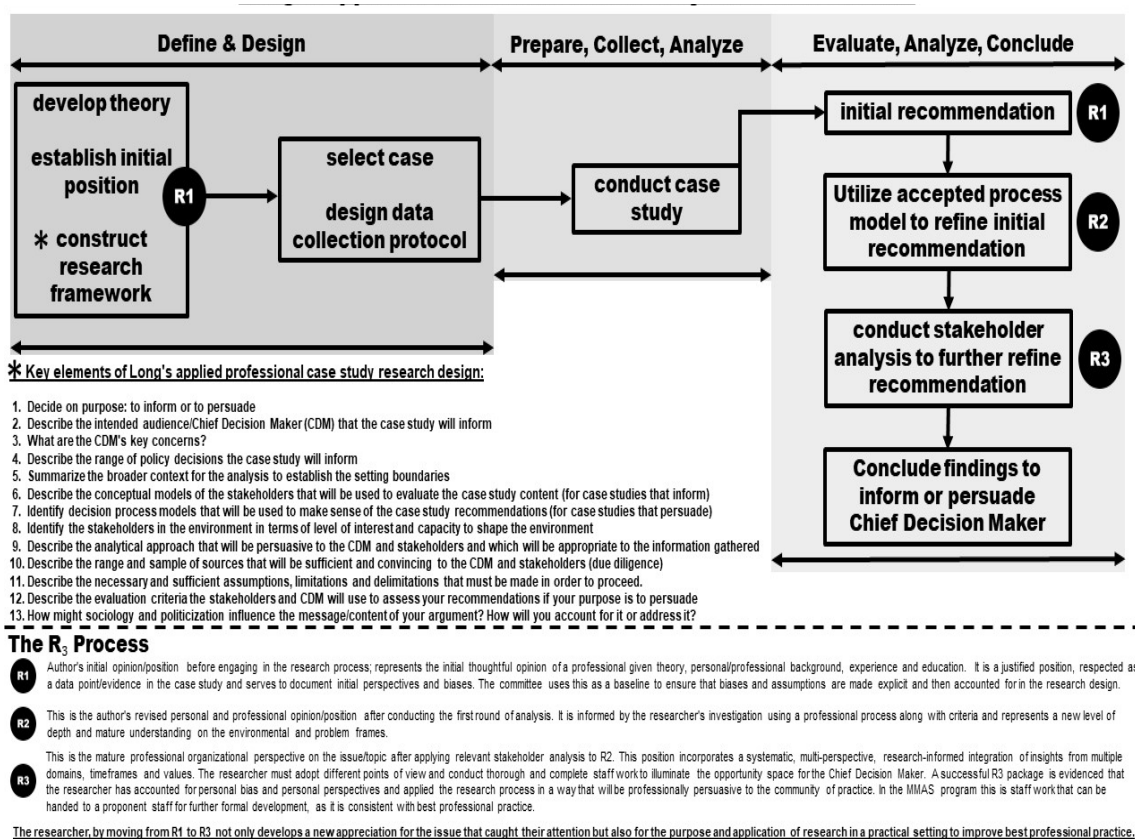 Define & Design
Prepare, Collect, Analyze
Evaluate, Analyze, Conclude
develop theory
establish initial
position
* construct
research
framework
R1
select case
design data
collection protocol
conduct case
study
initial recommendation
R1
Utilize accepted process
model to refine initial
recommendation
R2
conduct stakeholder
analysis to further refine
recommendation
R3
Conclude findings to
inform or persuade
Chief Decision Maker
* Key elements of Long's applied professional case study research design:
1. Decide on purpose: to inform or to persuade
2. Describe the intended audience/Chief Decision Maker (CDM) that the case study will inform
3. What are the CDM's key concerns?
4. Describe the range of policy decisions the case study will inform
5. Summarize the broader context for the analysis to establish the setting boundaries
6. Describe the conceptual models of the stakeholders that will be used to evaluate the case study content (for case studies that inform)
7. Identify decision process models that will be used to make sense of the case study recommendations (for case studies that persuade)
8. Identify the stakeholders in the environment in terms of level of interest and capacity to shape the environment
9. Describe the analytical approach that will be persuasive to the CDM and stakeholders and which will be appropriate to the information gathered
10. Describe the range and sample of sources that will be sufficient and convincing to the CDM and stakeholders (due diligence)
11. Describe the necessary and sufficient assumptions, limitations and delimitations that must be made in order to proceed.
12. Describe the evaluation criteria the stakeholders and CDM will use to assess your recommendations if your purpose is to persuade
13. How might sociology and politicization influence the message/content of your argument? How will you account for it or address it?
The R3 Process
R1
Author's initial opinion/position before engaging in the research process; represents the initial thoughtful opinion of a professional given theory, personal/professional background, experience and education. It is a justified position, respected as
a data point/evidence in the case study and serves to document initial perspectives and biases. The committee uses this as a baseline to ensure that biases and assumptions are made explicit and then accounted for in the research design.
R2
This is the author's revised personal and professional opinion/position after conducting the first round of analysis. It is informed by the researcher's investigation using a professional process along with criteria and represents a new level of
depth and mature understanding on the environmental and problem frames.
R3
This is the mature professional organizational perspective on the issue/topic after applying relevant stakeholder analysis to R2. This position incorporates a systematic, multi-perspective, research-informed integration of insights from multiple
domains, timeframes and values. The researcher must adopt different points of view and conduct thorough and complete staff work to illuminate the opportunity space for the Chief Decision Maker. A successful R3 package is evidenced that
the researcher has accounted for personal bias and personal perspectives and applied the research process in a way that will be professionally persuasive to the community of practice. In the MMAS program this is staff work that can be
handed to a proponent staff for further formal development, as it is consistent with best professional practice.
The researcher, by moving from R1 to R3 not only develops a new appreciation for the issue that caught their attention but also for the purpose and application of research in a practical setting to improve best professional practice.